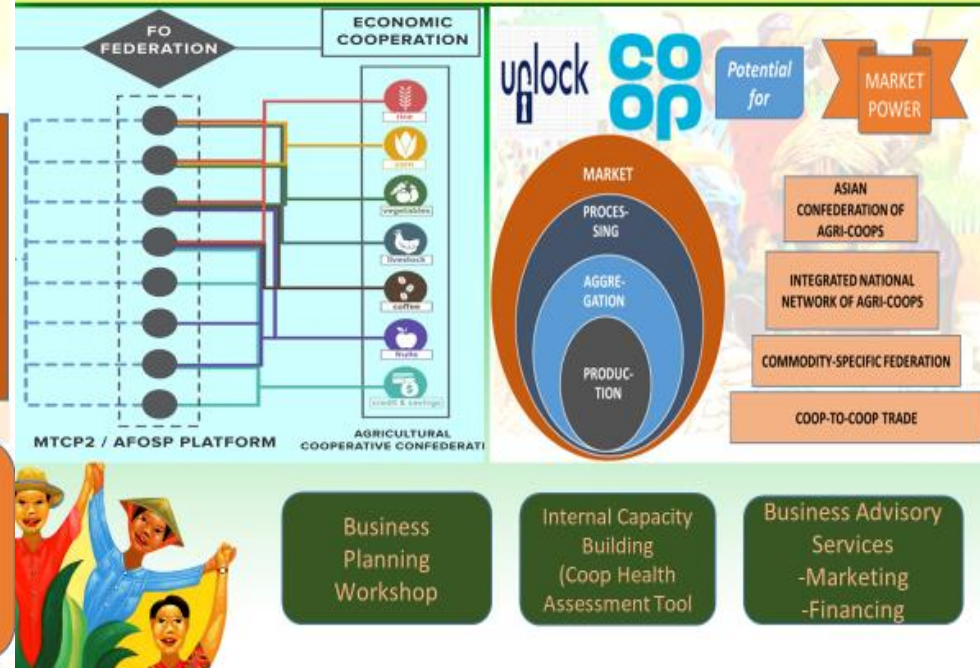 FO
FEDERATION
ECONOMIC
COOPERATION
rice
corn
vegetables
livestock
coffee
fruits
credit & savings
MTCP2 / AFOSP PLATFORM
AGRICULTURAL
COOPERATIVE CONFEDERATI
unlock
CO
OP
Potential
for
MARKET
POWER
MARKET
PROCES-
SING
AGGRE-
GATION
PRODUC-
TION
ASIAN
CONFEDERATION OF
AGRI-COOPS
INTEGRATED NATIONAL
NETWORK OF AGRI-COOPS
COMMODITY-SPECIFIC FEDERATION
COOP-TO-COOP TRADE
Business
Planning
Workshop
Internal Capacity
Building
(Coop Health
Assessment Tool
Business Advisory
Services
-Marketing
-Financing